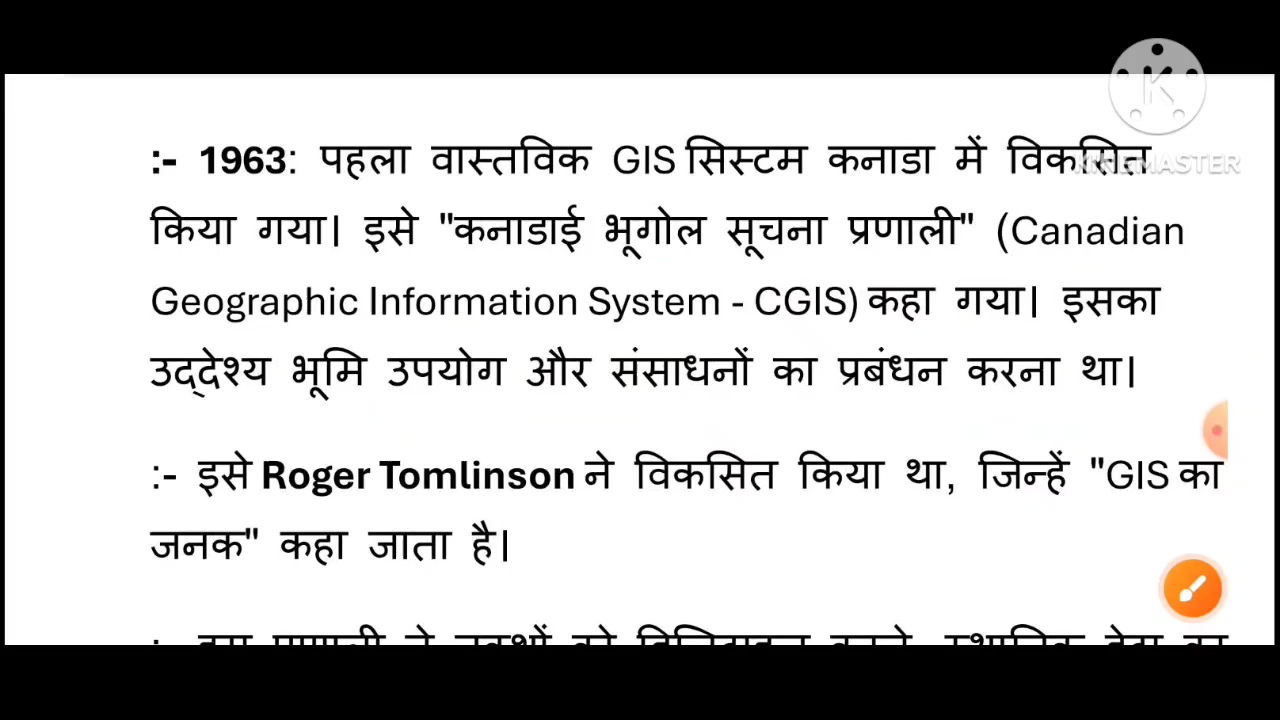 KINEMASTER
:- 1963: पहला वास्तविक GIS सिस्टम कनाडा में विकसित
किया गया। इसे "कनाडाई भूगोल सूचना प्रणाली" (Canadian
Geographic Information System - CGIS) कहा गया। इसका
उद्देश्य भूमि उपयोग और संसाधनों का प्रबंधन करना था।
:- इसे Roger Tomlinson ने विकसित किया था, जिन्हें "GIS का
जनक" कहा जाता है।